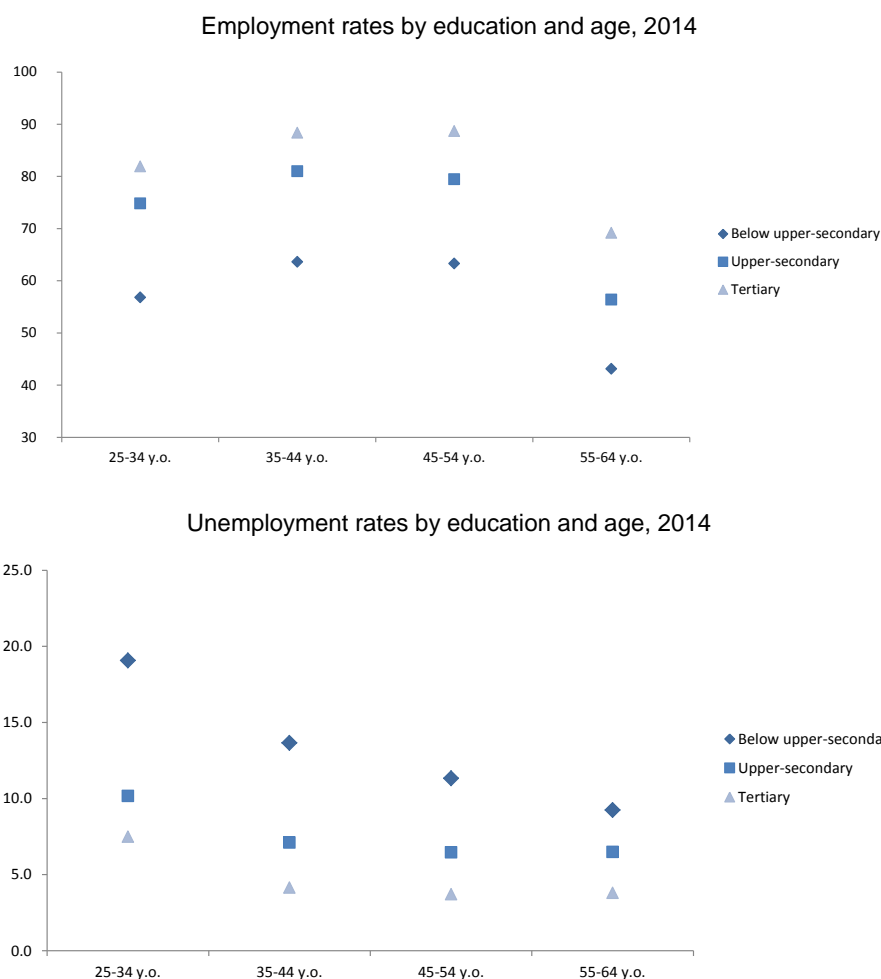 Employment rates by education and age, 2014
100
90
80
70
60
50
40
30
25-34 y.o.
35-44 y.o.
45-54 y.o.
55-64 y.o.
Below upper-secondary
Upper-secondary
Tertiary
Unemployment rates by education and age, 2014
25.0
20.0
15.0
10.0
5.0
0.0
25-34 y.o.
35-44 y.o.
45-54 y.o.
55-64 y.o.
Below upper-seconda
Upper-secondary
Tertiary